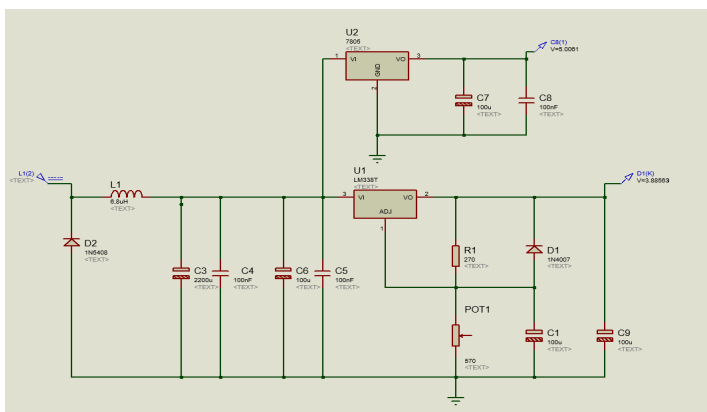 U2
7805
<TEXT>
1
VI
VO
3
GND
2
C8(1)
V=5.0061
C7
100u
<TEXT>
C8
100nF
<TEXT>
L1(2)
<TEXT>
L1
6.8uH
<TEXT>
U1
LM338T
<TEXT>
3
VI
VO
2
ADJ
1
D1(K)
V=3.88563
D2
1N5408
<TEXT>
C3
2200u
<TEXT>
C4
100nF
<TEXT>
C6
100u
<TEXT>
C5
100nF
<TEXT>
R1
270
<TEXT>
D1
1N4007
<TEXT>
POT1
570
<TEXT>
C1
100u
<TEXT>
C9
100u
<TEXT>